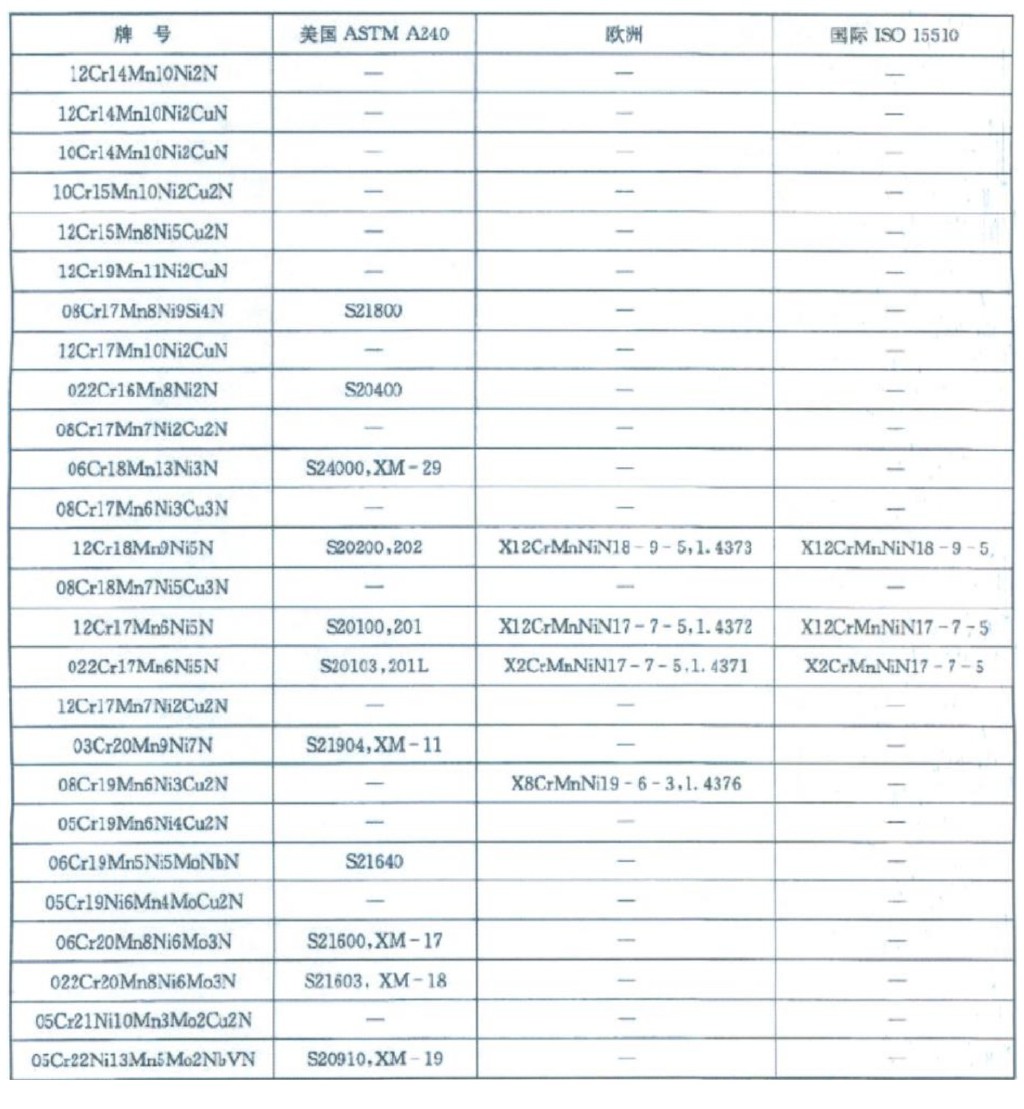 牌 号 美国 ASTM A240 欧洲 国际 ISO 15510
12Cr14Mn10Ni2N — — —
12Cr14Mn10Ni2CuN — — —
10Cr14Mn10Ni2CuN — — —
10Cr15Mn10Ni2Cu2N — — —
12Cr15Mn8Ni5Cu2N — — —
12Cr19Mn11Ni2CuN — — —
08Cr17Mn8Ni9Si4N S21800 — —
12Cr17Mn10Ni2CuN — — —
022Cr16Mn8Ni2N S20400 — —
08Cr17Mn7Ni2Cu2N — — —
06Cr18Mn13Ni3N S24000,XM-29 — —
08Cr17Mn6Ni3Cu3N — — —
12Cr18Mn9Ni5N S20200,202 X12CrMnNiN18-9-5,1.4373 X12CrMnNiN18-9-5
08Cr18Mn7Ni5Cu3N — — —
12Cr17Mn6Ni5N S20100,201 X12CrMnNiN17-7-5,1.4372 X12CrMnNiN17-7-5
022Cr17Mn6Ni5N S20103,201L X2CrMnNiN17-7-5,1.4371 X2CrMnNiN17-7-5
12Cr17Mn7Ni2Cu2N — — —
03Cr20Mn9Ni7N S21904,XM-11 — —
08Cr19Mn6Ni3Cu2N — X8CrMnNi19-6-3,1.4376 —
05Cr19Mn6Ni4Cu2N — — —
06Cr19Mn5Ni5MoNbN S21640 — —
05Cr19Ni6Mn4MoCu2N — — —
06Cr20Mn8Ni6Mo3N S21600,XM-17 — —
022Cr20Mn8Ni6Mo3N S21603, XM-18 — —
05Cr21Ni10Mn3Mo2Cu2N — — —
05Cr22Ni13Mn5Mo2NbVN S20910,XM-19 — —